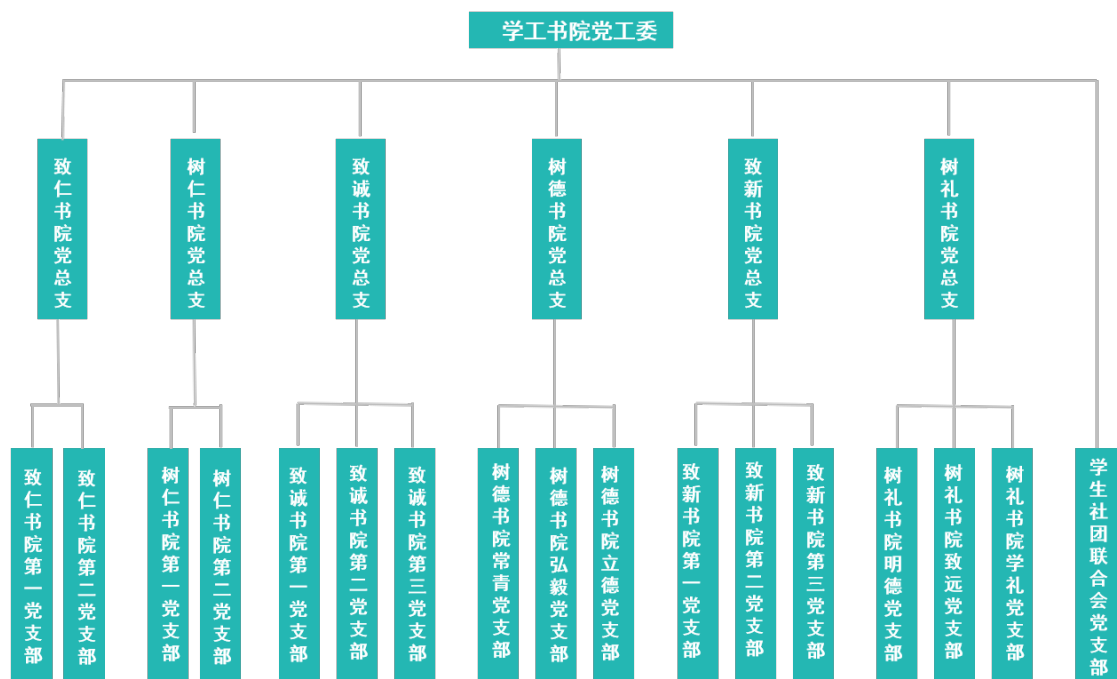 学工书院党工委
致仁书院党总支
树仁书院党总支
致诚书院党总支
树德书院党总支
致新书院党总支
树礼书院党总支
致仁书院第一党支部
致仁书院第二党支部
树仁书院第一党支部
树仁书院第二党支部
致诚书院第一党支部
致诚书院第二党支部
致诚书院第三党支部
树德书院常青党支部
树德书院弘毅党支部
树德书院立德党支部
致新书院第一党支部
致新书院第二党支部
致新书院第三党支部
树礼书院明德党支部
树礼书院致远党支部
树礼书院学礼党支部
学生社团联合会党支部